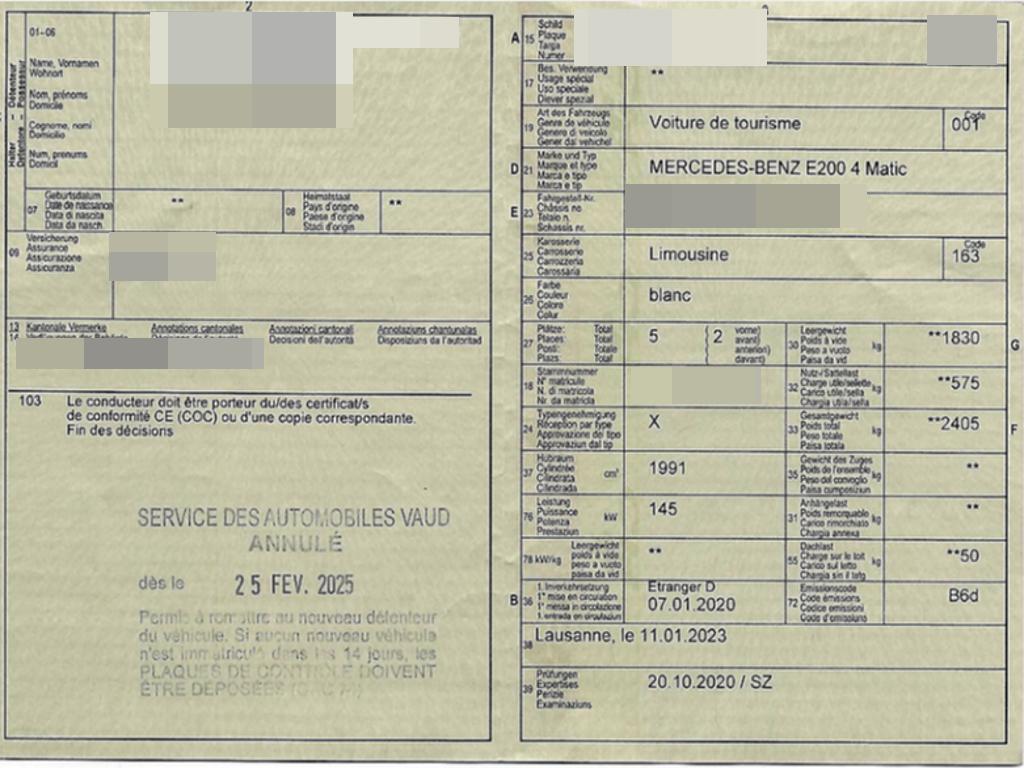 2
01-06
Halter - Détenteur
Detentore - Possessur
Name, Vornamen
Wohnort
Nom, prénoms
Domicile
Cognome, nomi
Domicilio
Num, prenums
Domicil
07
Geburtsdatum
Date de naissance
Data di nascita
Data da nasch.
**
08
Heimatstaat
Pays d'origine
Paese d'origine
Stadi d'origin
**
09
Versicherung
Assurance
Assicurazione
Assicuranza
13
14
Kantonale Vermerke
Annotations cantonales
Décisions de l'autorité
Annotazioni cantonali
Decisioni dell'autorità
Annotaziuns chantunalas
Disposiziuns da l'autoritad
103 Le conducteur doit être porteur du/des certificat/s
de conformité CE (COC) ou d'une copie correspondante.
Fin des décisions
SERVICE DES AUTOMOBILES VAUD
ANNULÉ
dès le 25 FEV. 2025
Permis à remettre au nouveau détenteur
du véhicule. Si aucun nouveau véhicule
n'est immatriculé dans les 14 jours, les
PLAQUES DE CONTRÔLE DOIVENT
ÊTRE DÉPOSÉES
A
15
Schild
Plaque
Targa
Numer
17
Bes. Verwendung
Usage spécial
Uso speciale
Diever spezial
**
19
Art des Fahrzeugs
Genre de véhicule
Genere di veicolo
Gener dal vehichel
Voiture de tourisme
Code
001
D
21
Marke und Typ
Marque et type
Marca e tipo
Marca e tip
MERCEDES-BENZ E200 4 Matic
E
23
Fahrgestell-Nr.
Châssis no
Telaio n.
Schassis nr.
25
Karosserie
Carrosserie
Carrozzeria
Carossaria
Limousine
Code
163
26
Farbe
Couleur
Colore
Colur
blanc
27
Plätze: Total
Places: Total
Posti: Totale
Plazs: Total
5
2
vorne)
avant)
anteriori)
davant)
30
Leergewicht
Poids à vide
Peso a vuoto
Paisa da vid
kg
**1830
G
18
Stammnummer
N° matricule
N. di matricola
Nr. da matricla
32
Nutz-/Sattellast
Charge utile/sellette
Carico utile/sella
Chargia utila/sella
kg
**575
24
Typengenehmigung
Réception par type
Approvazione del tipo
Approvaziun dal tip
X
33
Gesamtgewicht
Poids total
Peso totale
Paisa totala
kg
**2405
F
37
Hubraum
Cylindrée
Cilindrata
Cilindrada
cm³
1991
35
Gewicht des Zuges
Poids de l'ensemble
Peso del convoglio
Paisa cumposiziun
kg
**
76
Leistung
Puissance
Potenza
Prestaziun
kW
145
31
Anhängelast
Poids remorquable
Carico rimorchiato
Chargia annexa
kg
**
78 kW/kg
Leergewicht
poids à vide
peso a vuoto
paisa da vid
**
55
Dachlast
Charge sur le toit
Carico sul tetto
Chargia sin il tetg
kg
**50
B
36
1. Inverkehrsetzung
1re mise en circulation
1a messa in circolazione
1. entrada en circulaziun
Etranger D
07.01.2020
72
Emissionscode
Code émissions
Codice emissioni
Code d'emissiuns
B6d
38
Lausanne, le 11.01.2023
39
Prüfungen
Expertises
Perizie
Examinaziuns
20.10.2020 / SZ